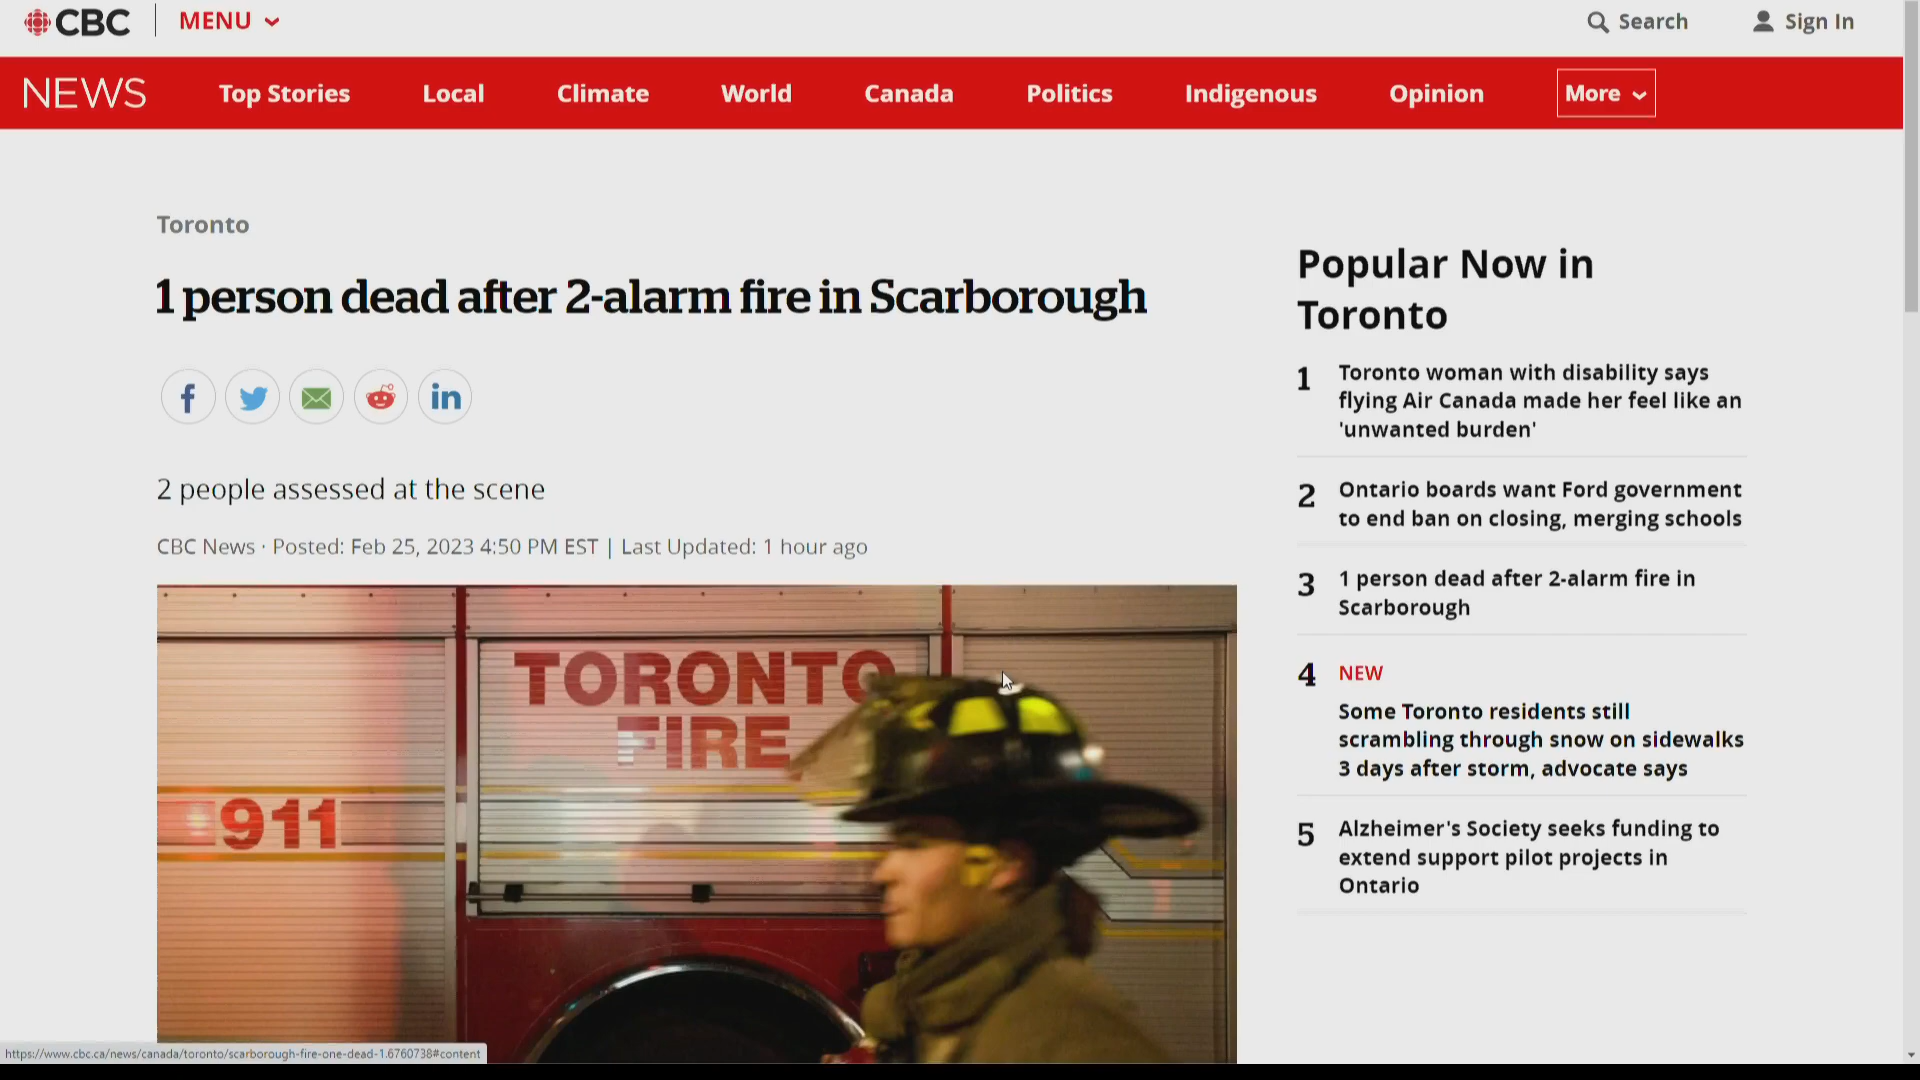 CBC
MENU
Search
Sign In
NEWS
Top Stories
Local
Climate
World
Canada
Politics
Indigenous
Opinion
More
Toronto
1 person dead after 2-alarm fire in Scarborough
2 people assessed at the scene
CBC News · Posted: Feb 25, 2023 4:50 PM EST | Last Updated: 1 hour ago
TORONTO
FIRE
911
Popular Now in
Toronto
1
Toronto woman with disability says
flying Air Canada made her feel like an
'unwanted burden'
2
Ontario boards want Ford government
to end ban on closing, merging schools
3
1 person dead after 2-alarm fire in
Scarborough
4
NEW
Some Toronto residents still
scrambling through snow on sidewalks
3 days after storm, advocate says
5
Alzheimer's Society seeks funding to
extend support pilot projects in
Ontario
https://www.cbc.ca/news/canada/toronto/scarborough-fire-one-dead-1.6760738#content